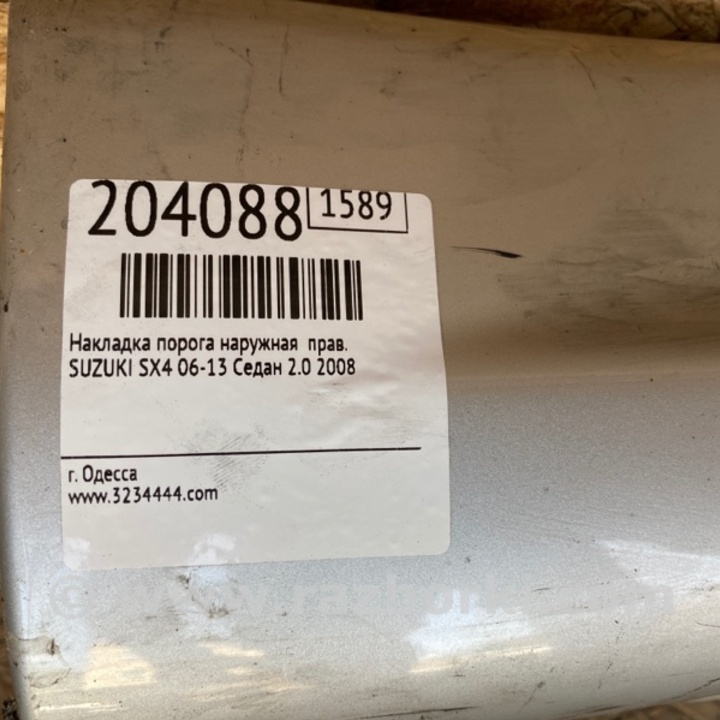 204088 1589
Накладка порога наружная прав.
SUZUKI SX4 06-13 Седан 2.0 2008
г. Одесса
www.3234444.com